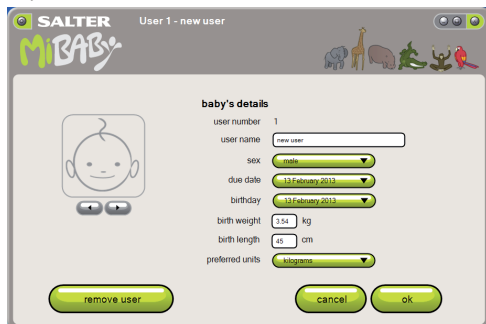 SALTER User 1 - new user
MiBABY
baby's details
user number 1
user name new user
sex male
due date 13 February 2013
birthday 13 February 2013
birth weight 3.54 kg
birth length 45 cm
preferred units kilograms
remove user cancel ok